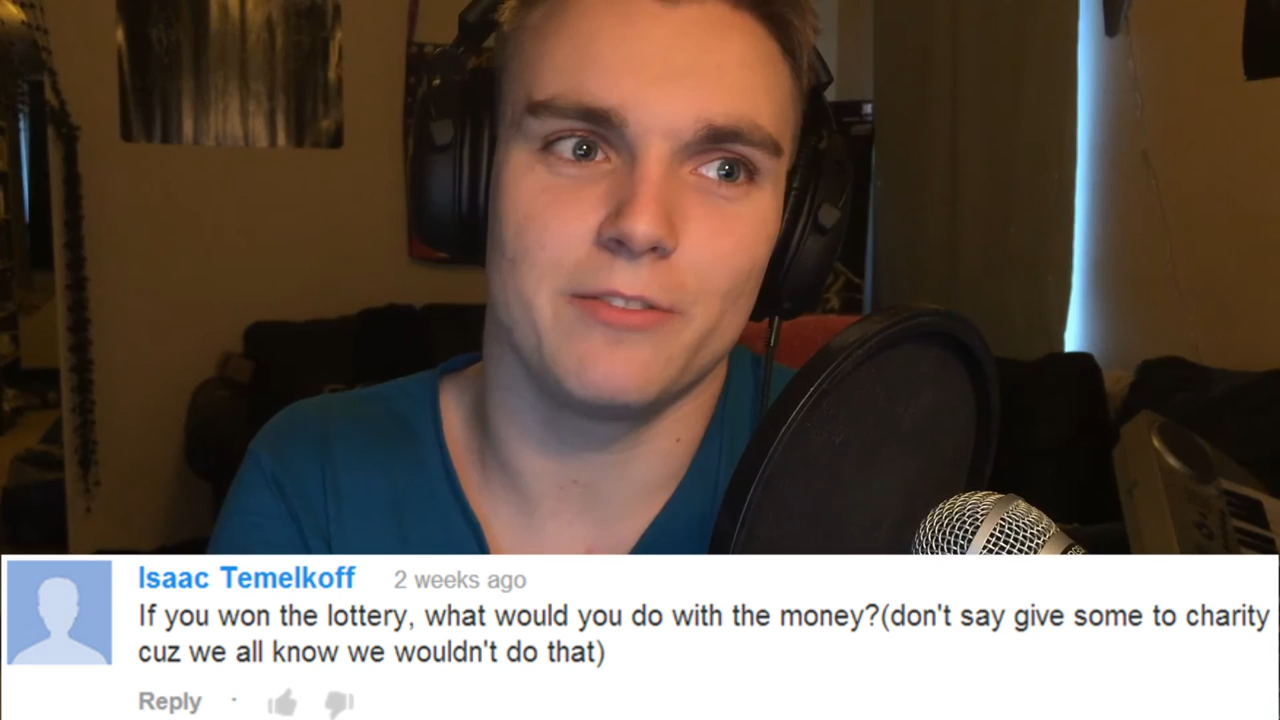 Isaac Temelkoff 2 weeks ago
If you won the lottery, what would you do with the money?(don't say give some to charity
cuz we all know we wouldn't do that)
Reply ·